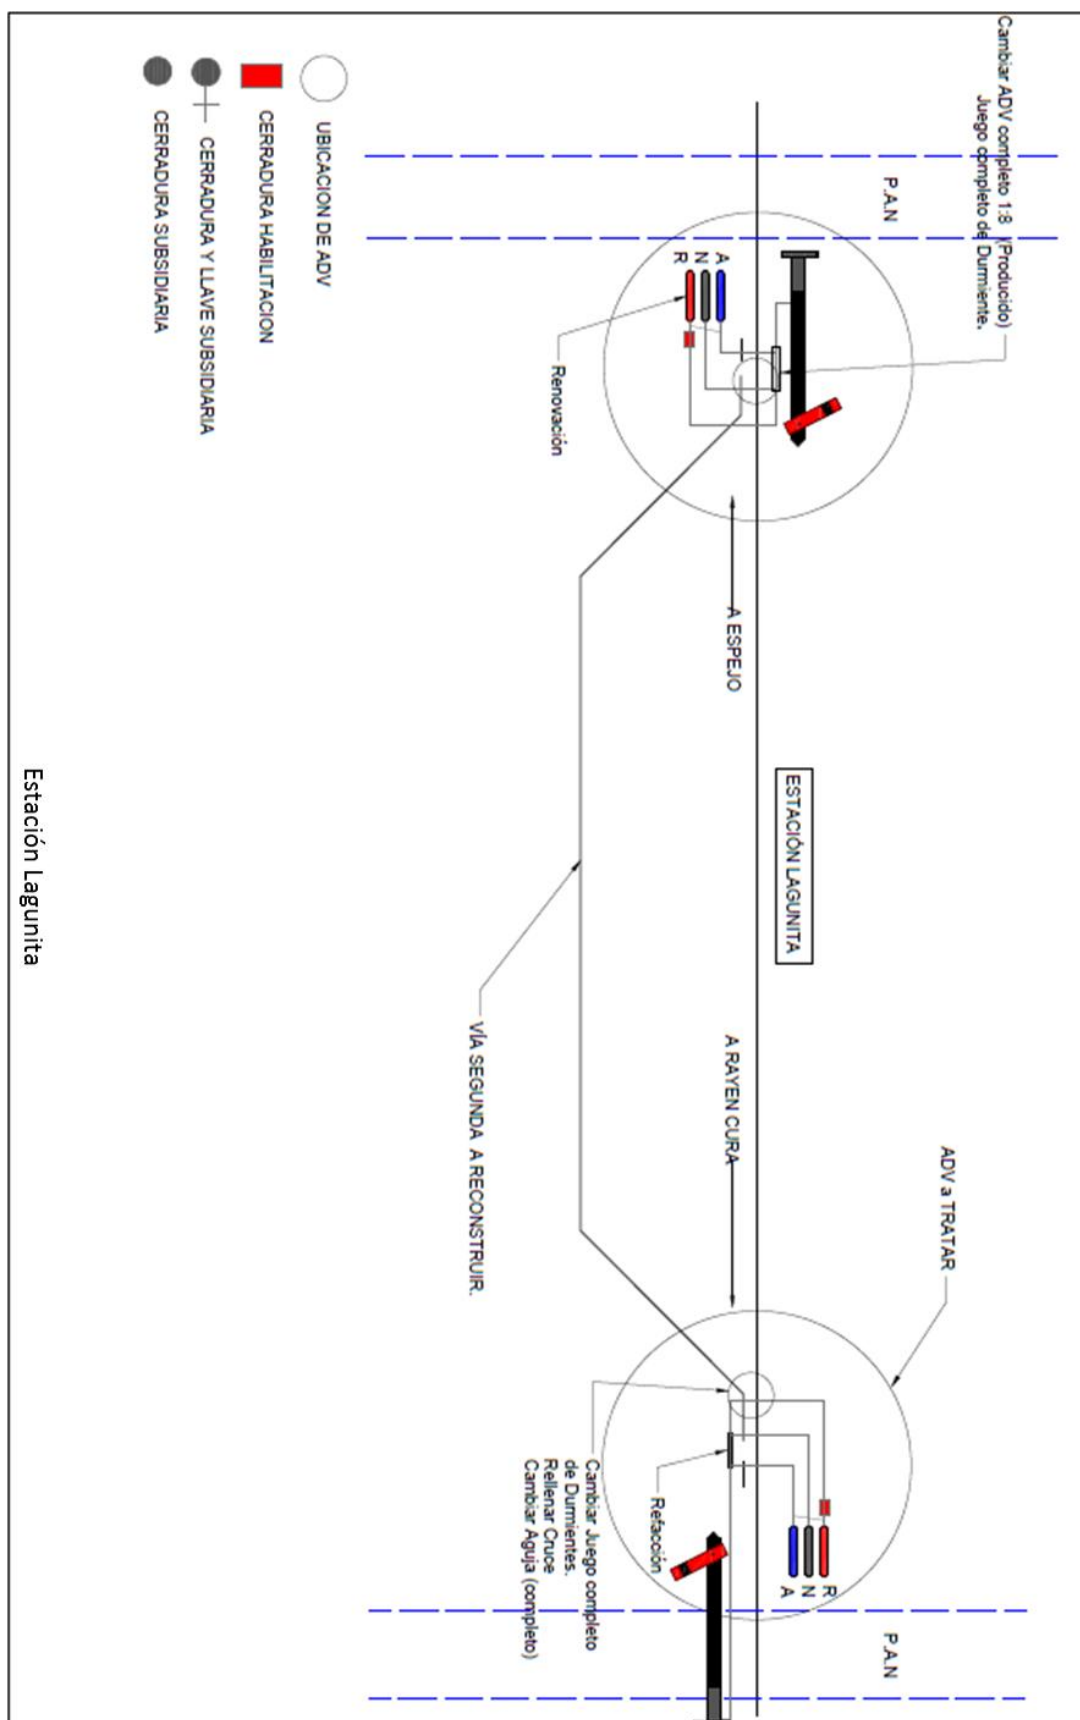 Cambiar ADV completo 1:8 (Producido)
Juego completo de Durmiente.
P.A.N
A
N
R
Renovación
A ESPEJO
ESTACIÓN LAGUNITA
A RAYEN CURA
ADV a TRATAR
VÍA SEGUNDA A RECONSTRUIR.
R
N
A
P.A.N
Refacción
Cambiar Juego completo
de Durmientes.
Rellenar Cruce
Cambiar Aguja (completo)
UBICACION DE ADV
CERRADURA HABILITACION
CERRADURA Y LLAVE SUBSIDIARIA
CERRADURA SUBSIDIARIA
Estación Lagunita